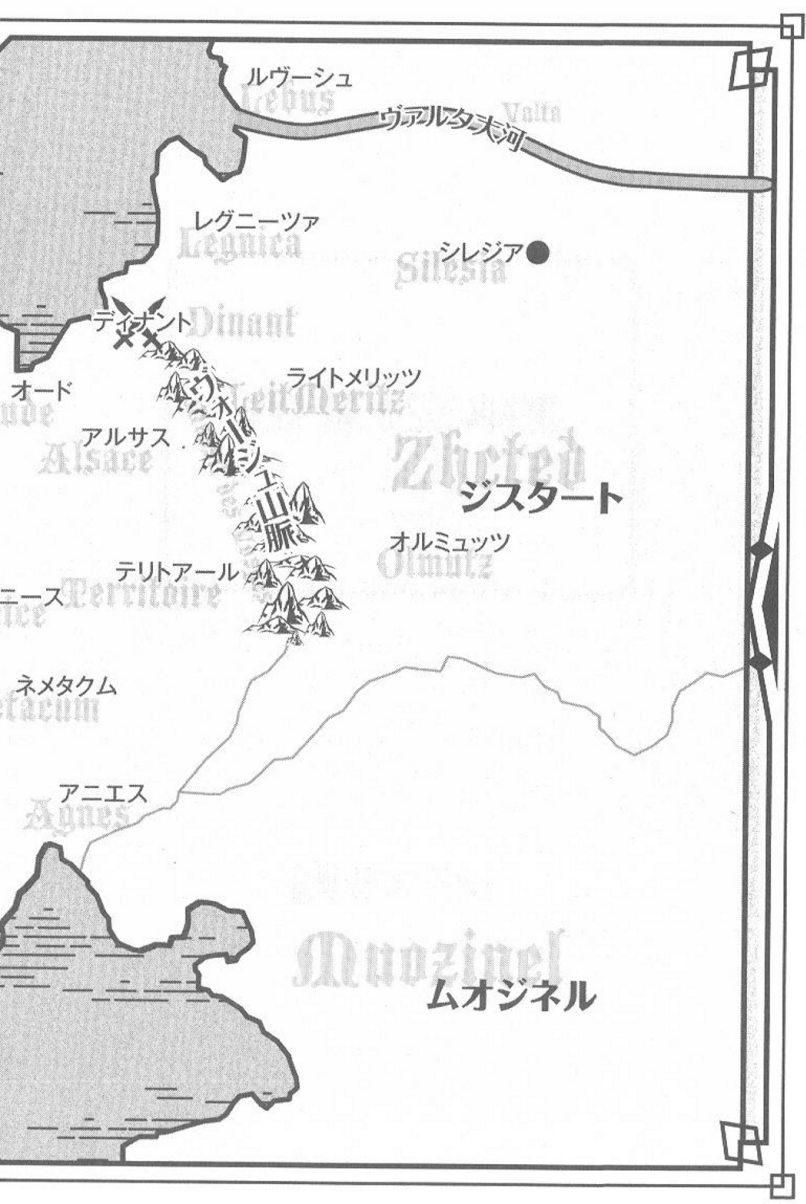 ルヴーシュ
Lebus
ヴァルタ大河
Valta
レグニーツァ
Legnica
シレジア
Silesia
ディナント
Dinant
オード
ude
ライトメリッツ
LeitMeritz
アルサス
Alsace
ヴォージュ山脈
Zhcted
ジスタート
オルミュッツ
Olmutz
テリトアール
Territoire
ニース
ice
ネメタクム
etacum
アニエス
Agnes
Muozinel
ムオジネル